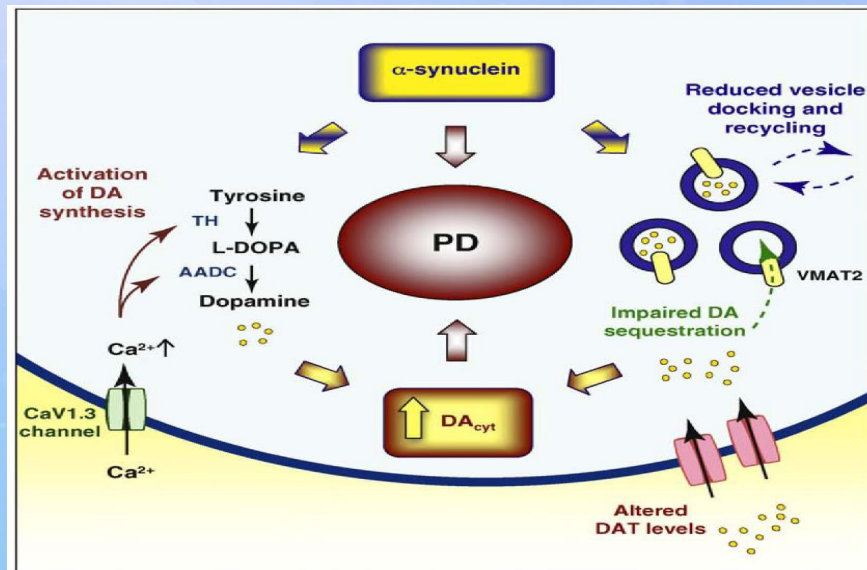 α-synuclein
Reduced vesicle
docking and
recycling
Activation
of DA
synthesis
Tyrosine
TH
L-DOPA
AADC
Dopamine
PD
VMAT2
Impaired DA
sequestration
Ca²⁺↑
CaV1.3
channel
Ca²⁺
DAcyt
Altered
DAT levels